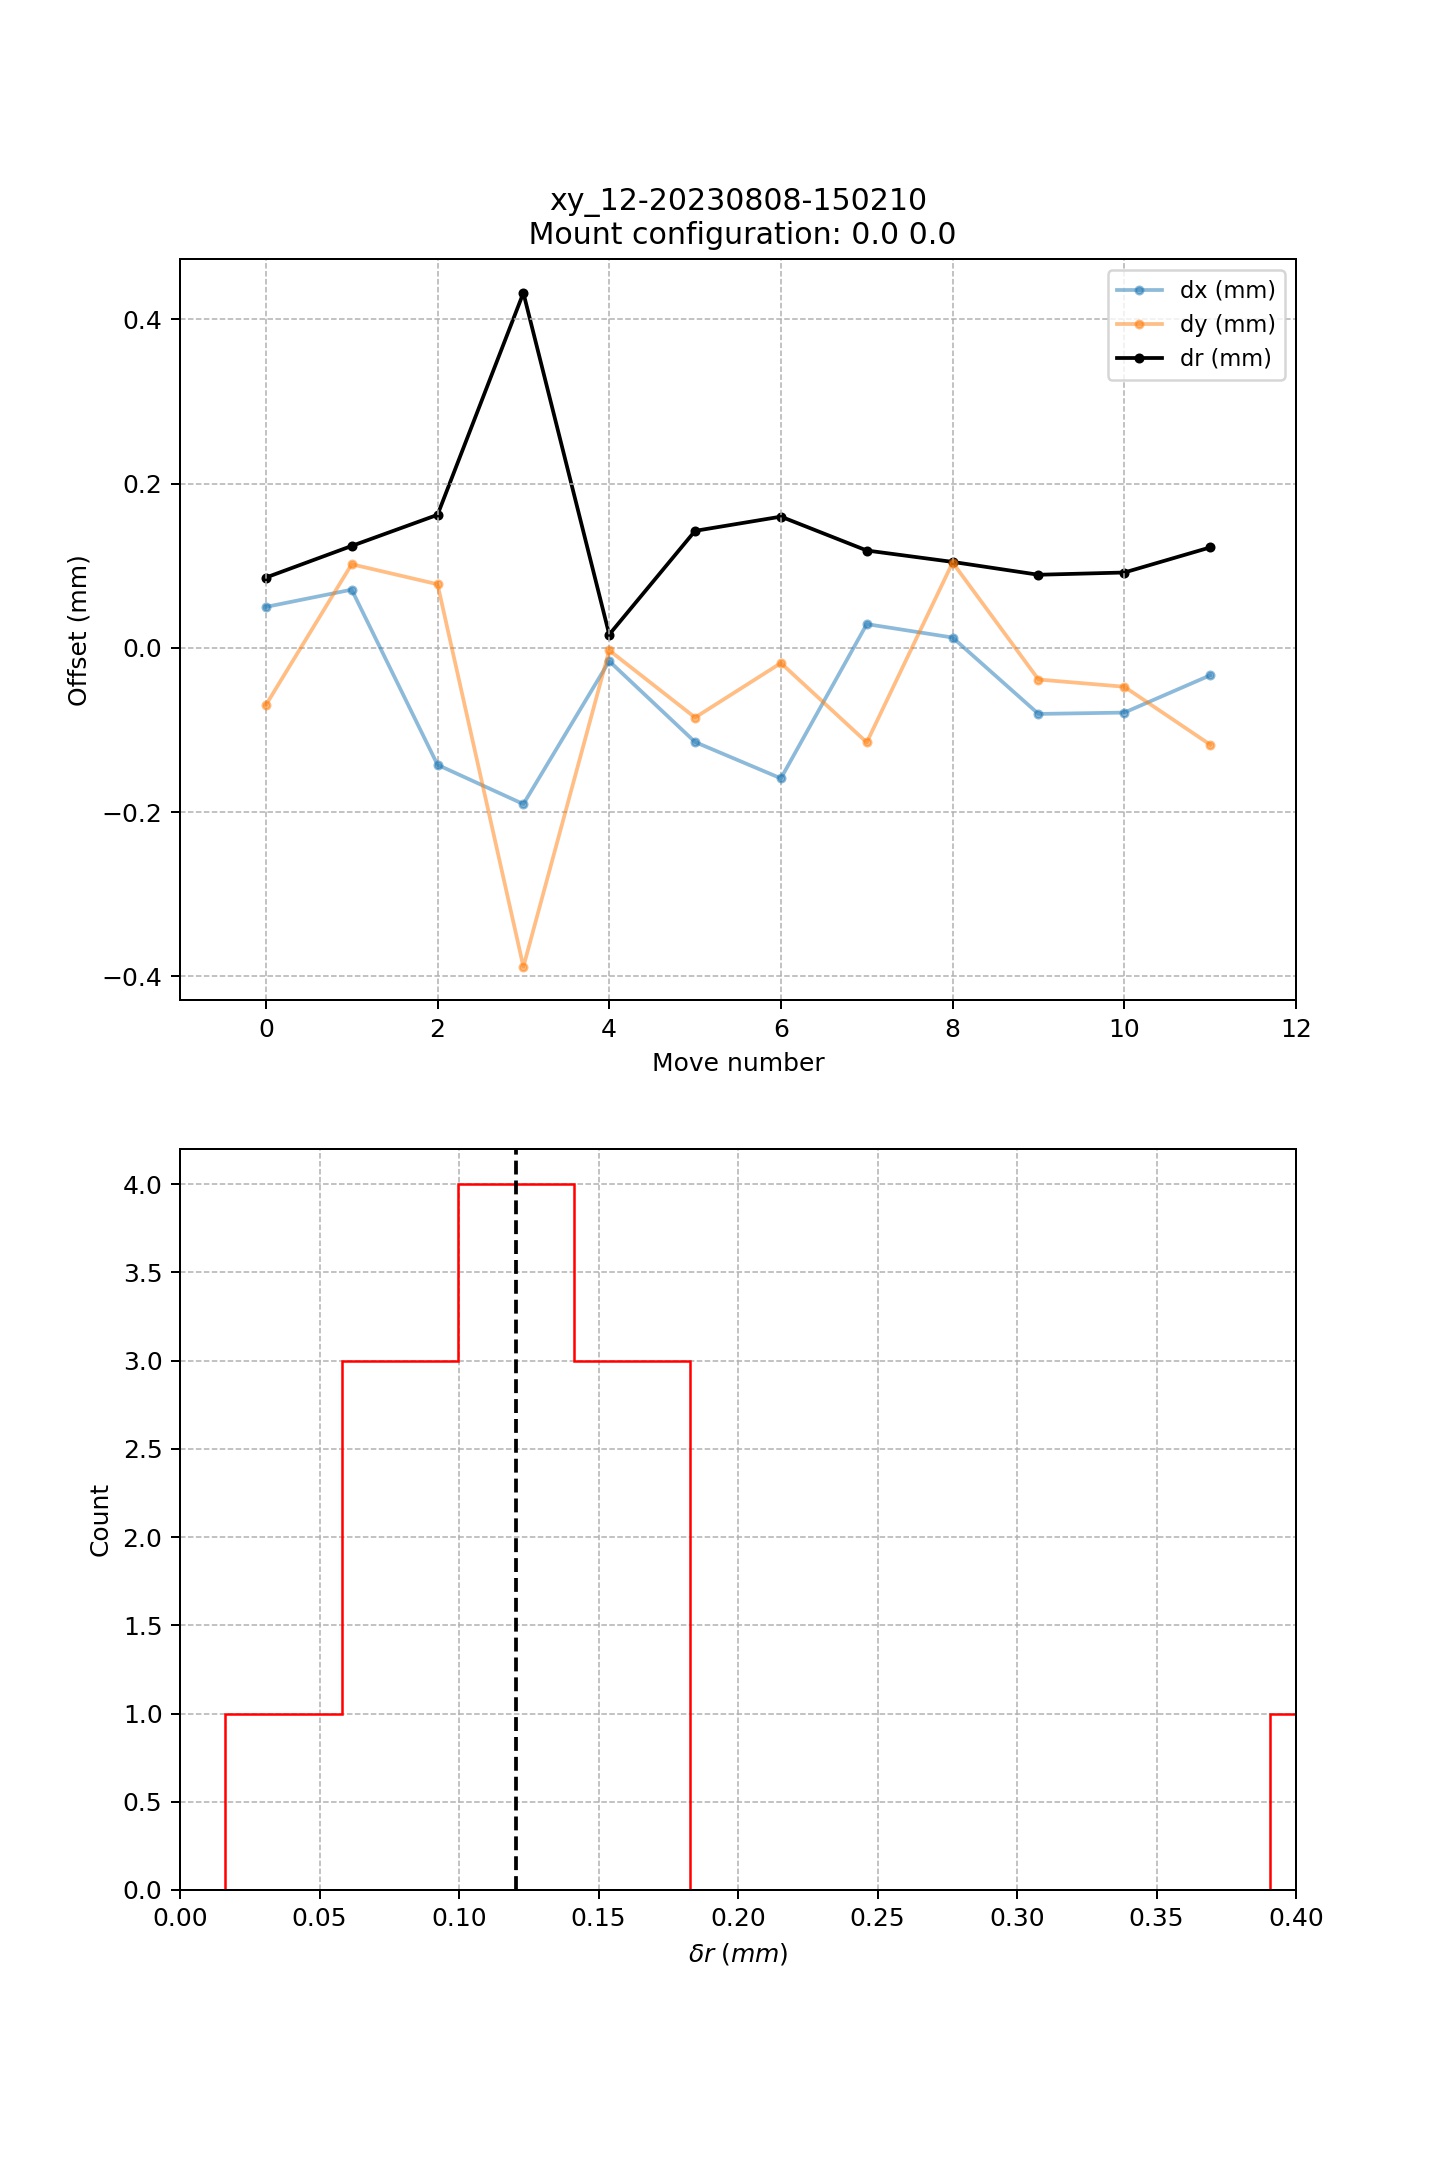 xy_12-20230808-150210
Mount configuration: 0.0 0.0
dx (mm)
dy (mm)
dr (mm)
0.4
0.2
0.0
−0.2
−0.4
Offset (mm)
0 2 4 6 8 10 12
Move number
4.0
3.5
3.0
2.5
2.0
1.5
1.0
0.5
0.0
Count
0.00 0.05 0.10 0.15 0.20 0.25 0.30 0.35 0.40
δr (mm)